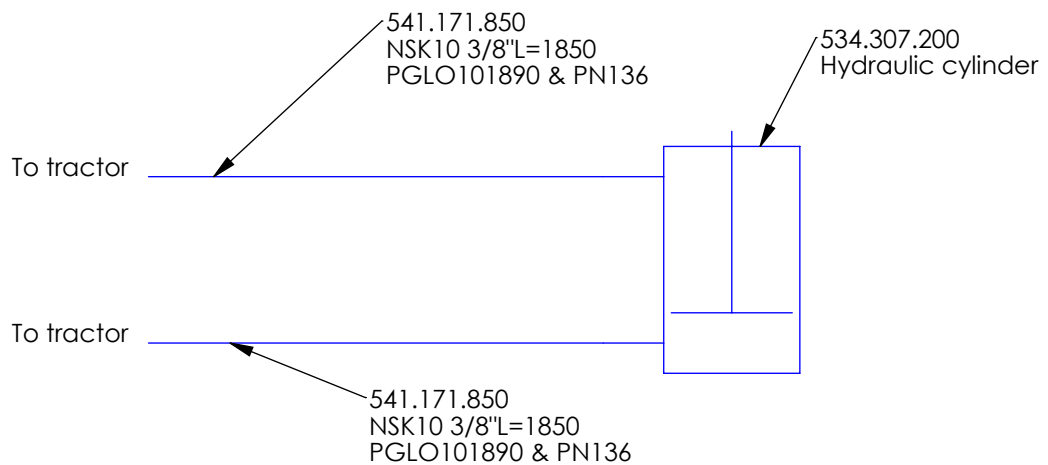 541.171.850
NSK10 3/8"L=1850
PGLO101890 & PN136
534.307.200
Hydraulic cylinder
To tractor
To tractor
541.171.850
NSK10 3/8"L=1850
PGLO101890 & PN136